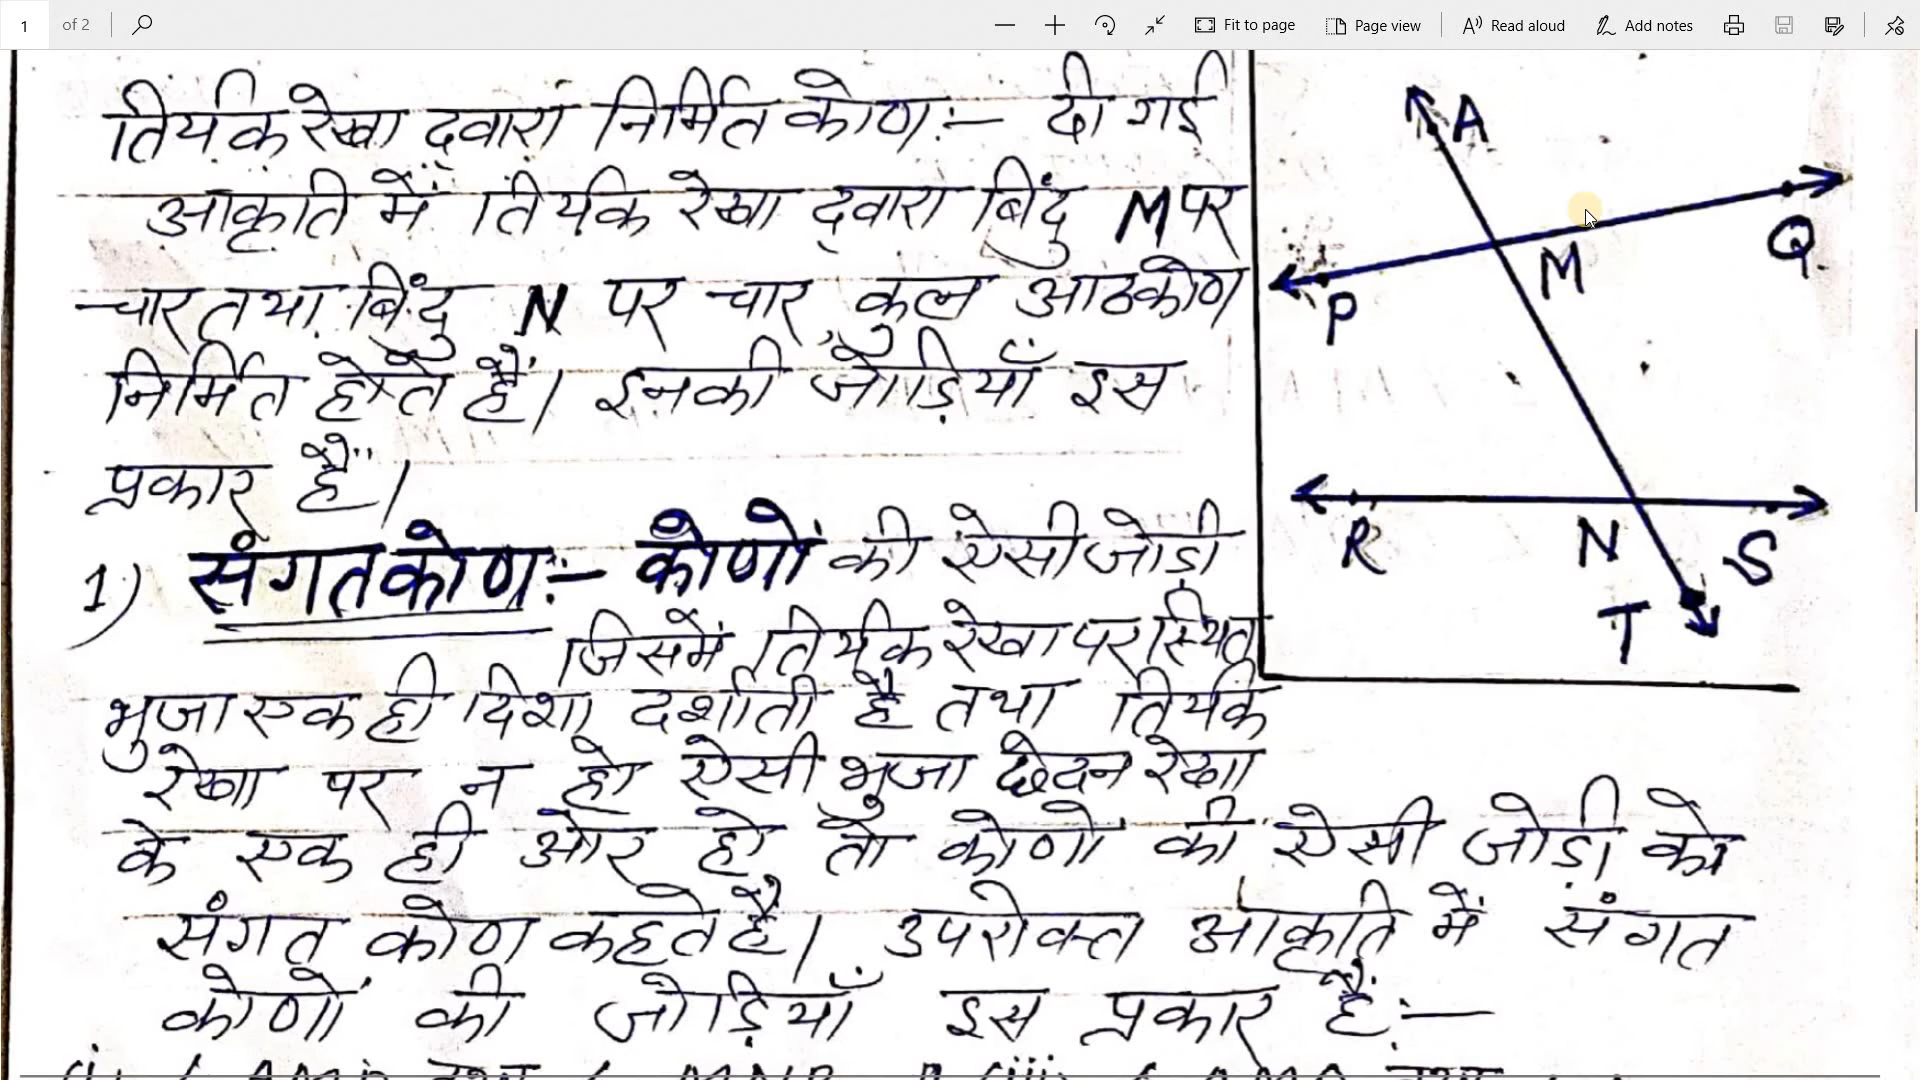 1 of 2 Fit to page Page view Read aloud Add notes
तिर्यक रेखा द्वारा निर्मित कोण :- दी गई
आकृति में तिर्यक रेखा द्वारा बिंदु M पर
चार तथा बिंदु N पर चार कुल आठ कोण
निर्मित होते हैं। इनकी जोड़ियाँ इस
प्रकार हैं।
1) संगत कोण :- कोणों की ऐसी जोड़ी
जिसमें तिर्यक रेखा पर स्थित
भुजा एक ही दिशा दर्शाती है तथा तिर्यक
रेखा पर न हो ऐसी भुजा छेदन रेखा
के एक ही ओर हो तो कोणों की ऐसी जोड़ी को
संगत कोण कहते है। उपरोक्त आकृति में संगत
कोणों की जोड़ियाँ इस प्रकार हैं :-
A
Q
M
P
R
N
S
T